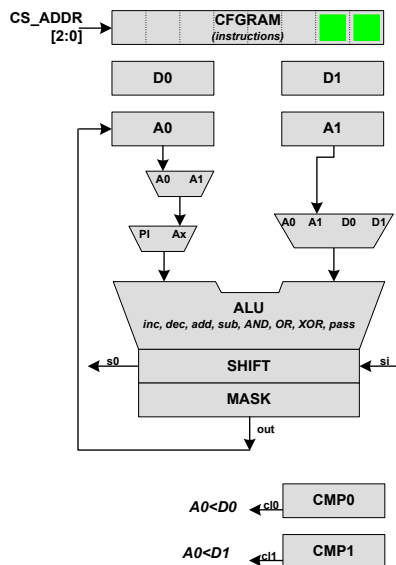 CS_ADDR
[2:0]
CFGRAM
(instructions)
D0 D1
A0 A1
A0 A1
PI Ax
A0 A1 D0 D1
ALU
inc, dec, add, sub, AND, OR, XOR, pass
s0 SHIFT si
MASK
out
A0<D0 cl0 CMP0
A0<D1 cl1 CMP1